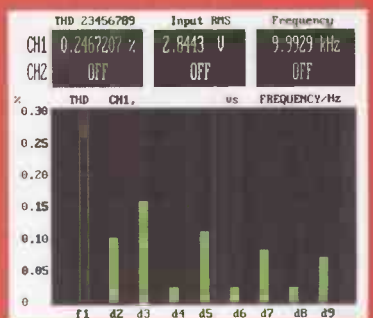 THD 23456789 Input RMS Frequency
CH1 0.2467207 % 2.8443 V 9.9929 kHz
CH2 OFF OFF OFF
% THD CH1, vs FREQUENCY/Hz
0.30
0.25
0.20
0.15
0.10
0.05
0
f1 d2 d3 d4 d5 d6 d7 d8 d9